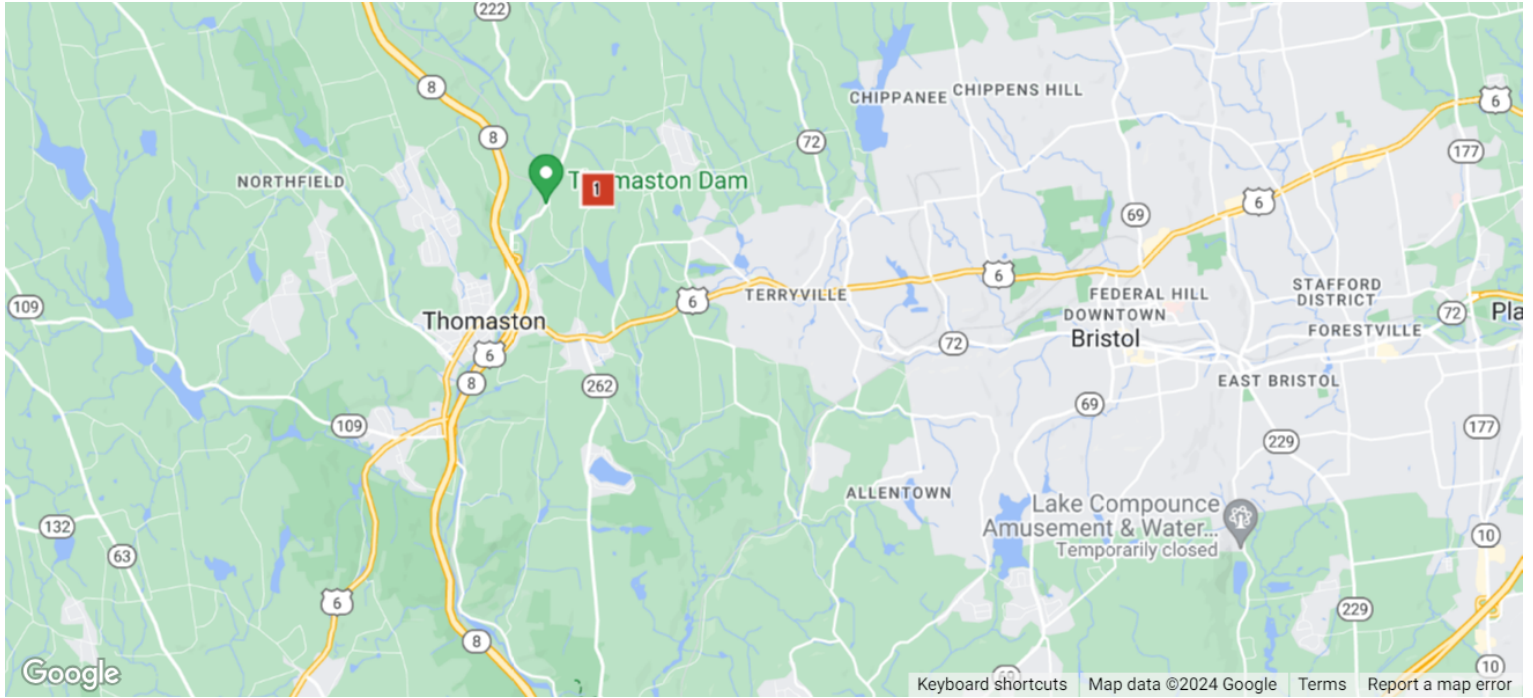 222
CHIPPANEE
CHIPPENS HILL
8
6
8
72
177
NORTHFIELD
Thomaston Dam
1
69
6
6
STAFFORD
DISTRICT
109
6
TERRYVILLE
FEDERAL HILL
DOWNTOWN
72
Pla
Thomaston
FORESTVILLE
6
72
Bristol
8
262
EAST BRISTOL
69
109
177
229
ALLENTOWN
Lake Compounce
Amusement & Water...
Temporarily closed
132
63
10
6
229
8
10
69
Google
Keyboard shortcuts
Map data ©2024 Google
Terms
Report a map error